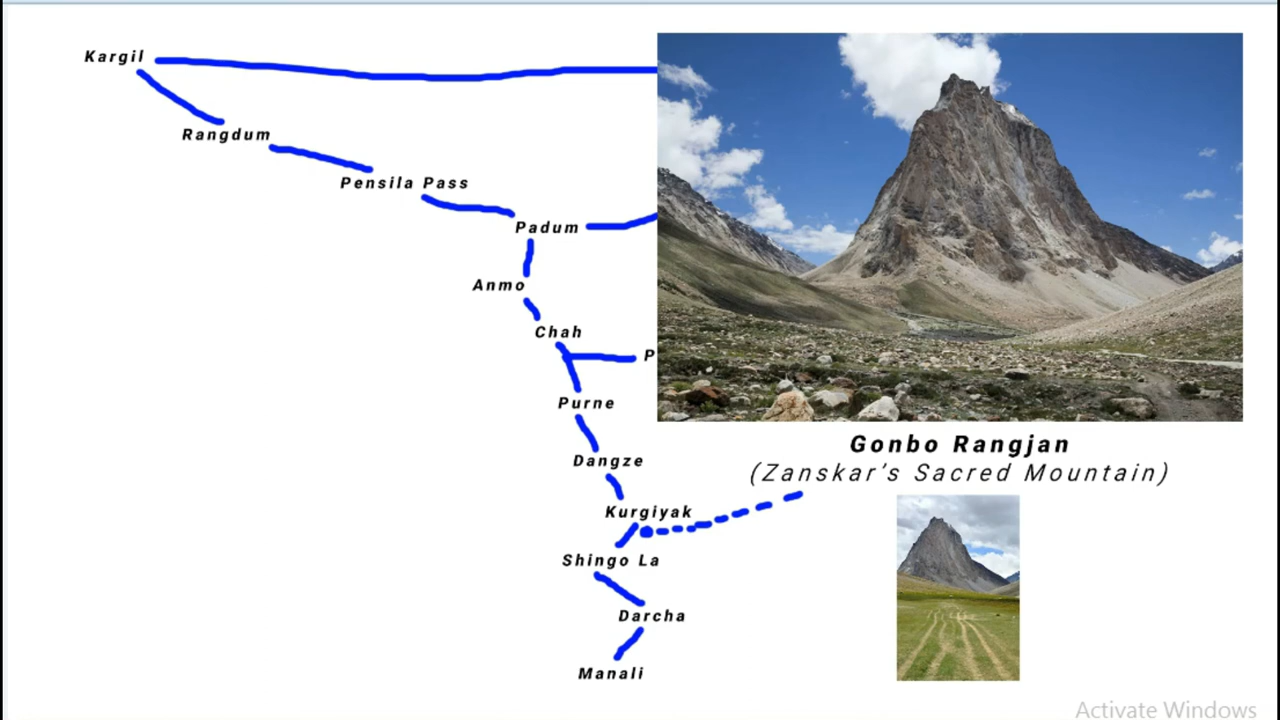 Kargil
Rangdum
Pensila Pass
Padum
Anmo
Chah
P
Purne
Dangze
Kurgiyak
Shingo La
Darcha
Manali
Gonbo Rangjan
(Zanskar's Sacred Mountain)
Activate Windows